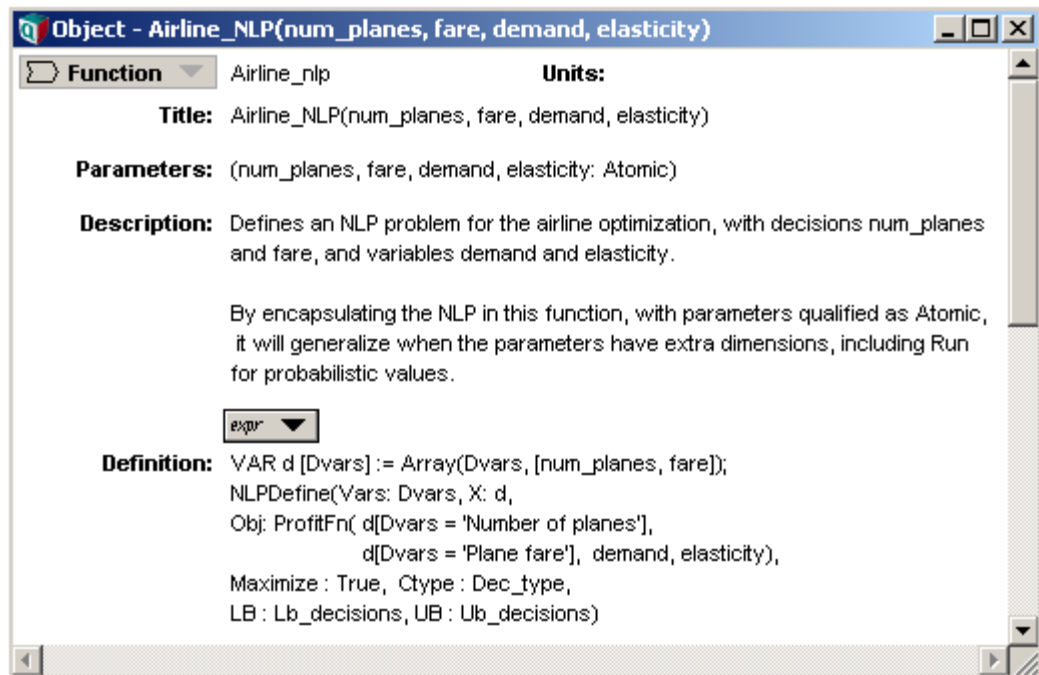 Object - Airline_NLP(num_planes, fare, demand, elasticity)
Function Airline_nlp Units:
Title: Airline_NLP(num_planes, fare, demand, elasticity)
Parameters: (num_planes, fare, demand, elasticity: Atomic)
Description: Defines an NLP problem for the airline optimization, with decisions num_planes
and fare, and variables demand and elasticity.
By encapsulating the NLP in this function, with parameters qualified as Atomic,
it will generalize when the parameters have extra dimensions, including Run
for probabilistic values.
expr
Definition: VAR d [Dvars] := Array(Dvars, [num_planes, fare]);
NLPDefine(Vars: Dvars, X: d,
Obj: ProfitFn( d[Dvars = 'Number of planes'],
d[Dvars = 'Plane fare'], demand, elasticity),
Maximize : True, Ctype : Dec_type,
LB : Lb_decisions, UB : Ub_decisions)